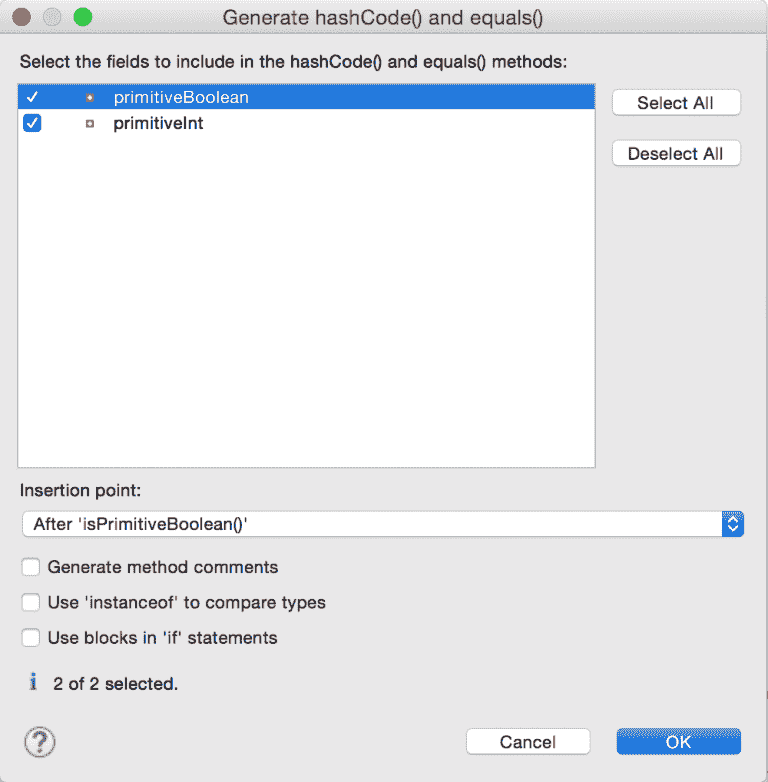 Generate hashCode() and equals()
Select the fields to include in the hashCode() and equals() methods:
primitiveBoolean
primitiveInt
Select All
Deselect All
Insertion point:
After 'isPrimitiveBoolean()'
Generate method comments
Use 'instanceof' to compare types
Use blocks in 'if' statements
i 2 of 2 selected.
? Cancel OK